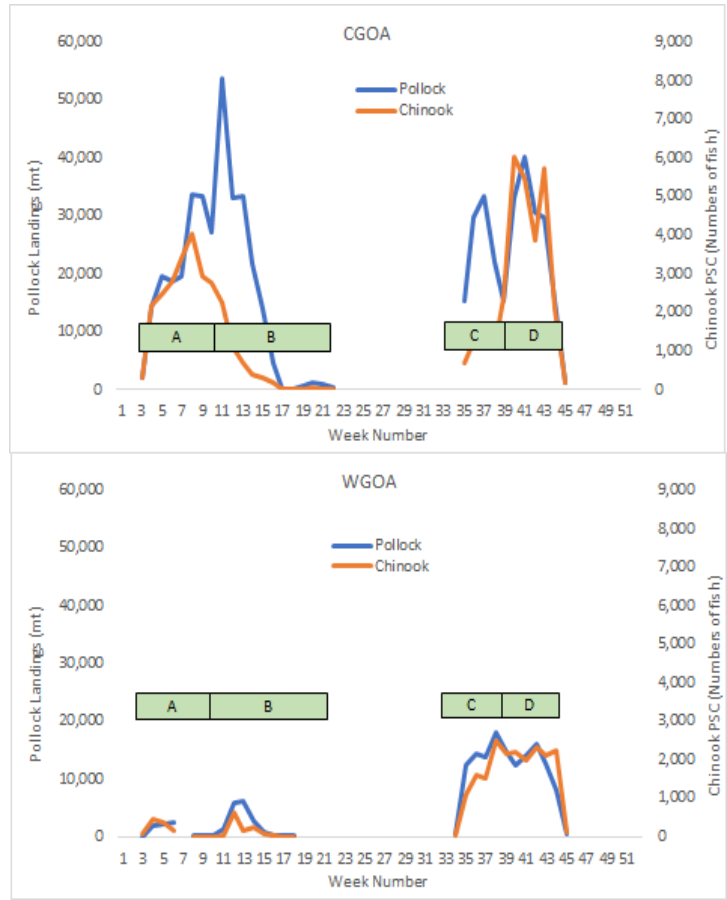 CGOA
60,000
50,000
40,000
30,000
20,000
10,000
0
Pollock Landings (mt)
Pollock
Chinook
9,000
8,000
7,000
6,000
5,000
4,000
3,000
2,000
1,000
0
Chinook PSC (Numbers of fish)
A B C D
1 3 5 7 9 11 13 15 17 19 21 23 25 27 29 31 33 35 37 39 41 43 45 47 49 51
Week Number
WGOA
60,000
50,000
40,000
30,000
20,000
10,000
0
Pollock Landings (mt)
Pollock
Chinook
9,000
8,000
7,000
6,000
5,000
4,000
3,000
2,000
1,000
0
Chinook PSC (Numbers of fish)
A B C D
1 3 5 7 9 11 13 15 17 19 21 23 25 27 29 31 33 35 37 39 41 43 45 47 49 51
Week Number